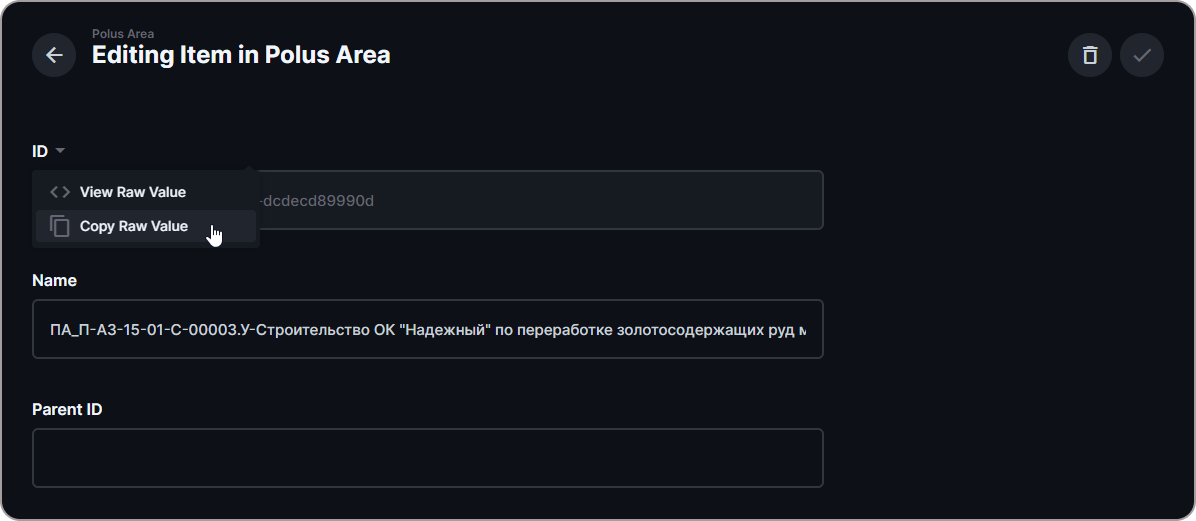 Polus Area
Editing Item in Polus Area
ID
View Raw Value
-dcdecd89990d
Copy Raw Value
Name
ПА_П-АЗ-15-01-С-00003.У-Строительство ОК "Надежный" по переработке золотосодержащих руд м
Parent ID